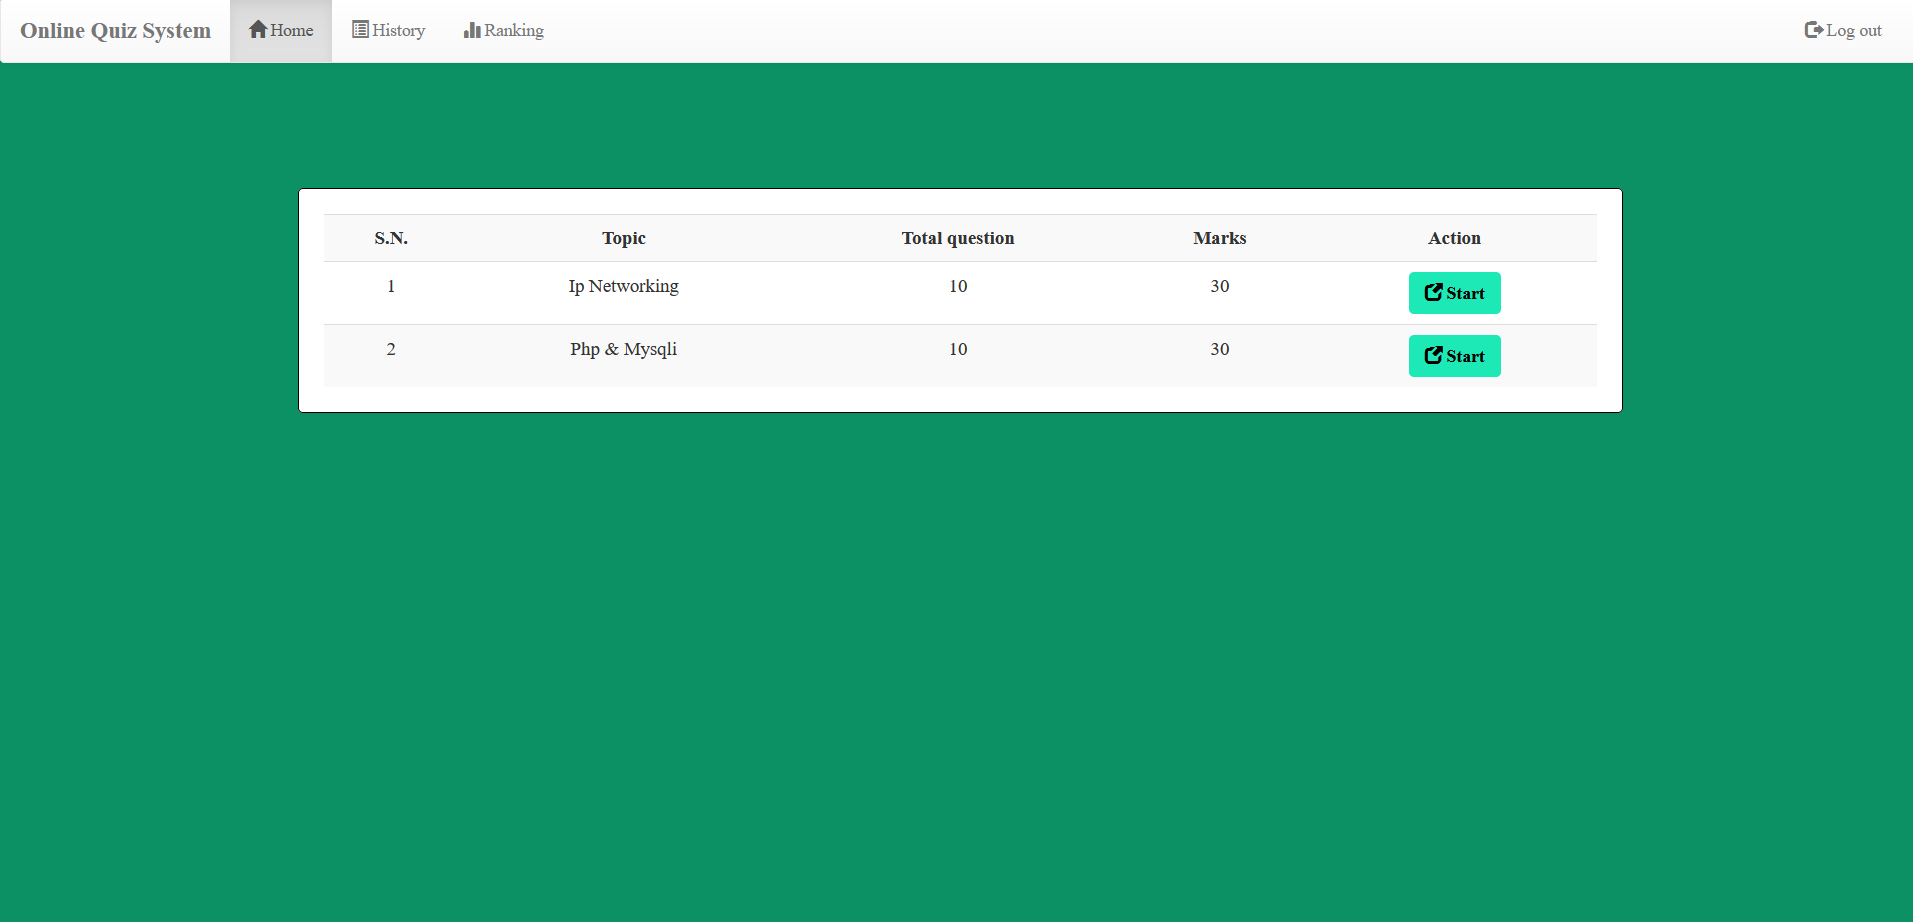 Online Quiz System Home History Ranking Log out
S.N. Topic Total question Marks Action
1 Ip Networking 10 30 Start
2 Php & Mysqli 10 30 Start